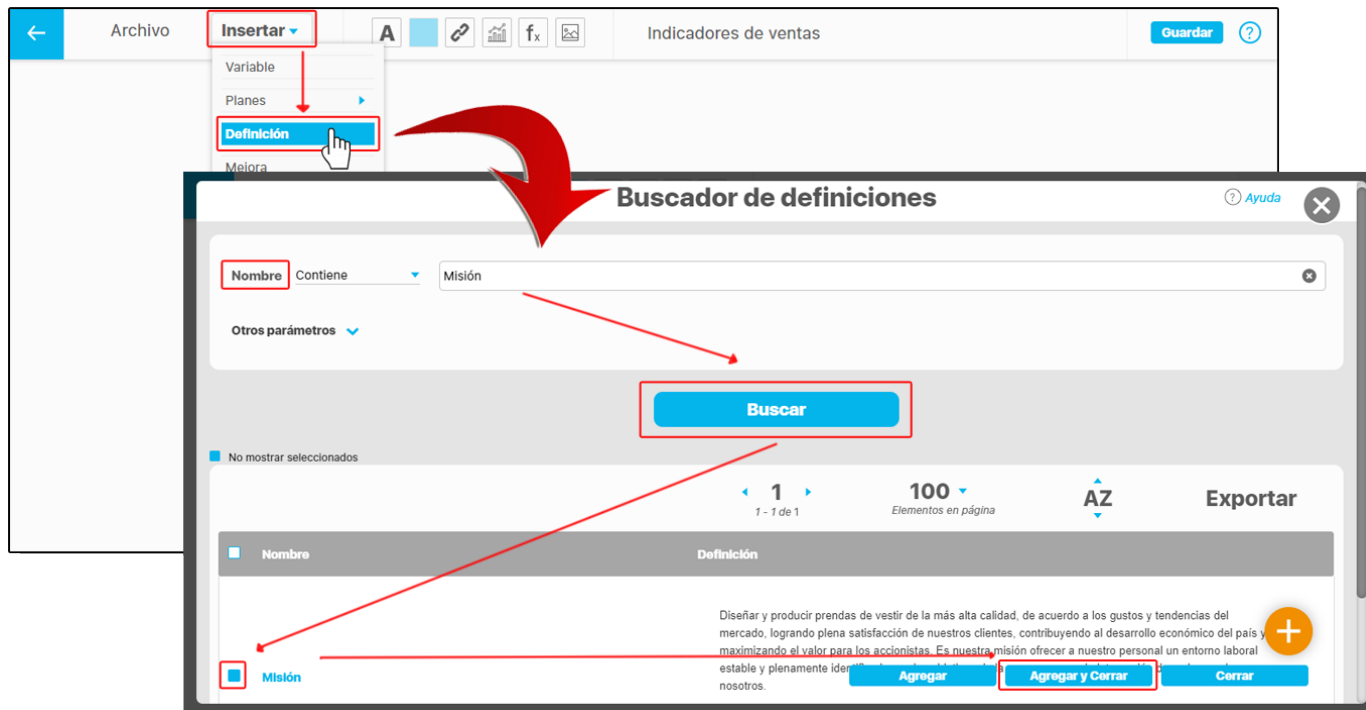 Archivo
Insertar
A
fx
Indicadores de ventas
Guardar
?
Variable
Planes
Definición
Mejora
Buscador de definiciones
? Ayuda
Nombre Contiene Misión
Otros parámetros
Buscar
No mostrar seleccionados
1 100 AZ Exportar
1 - 1 de 1 Elementos en página
Nombre Definición
Diseñar y producir prendas de vestir de la más alta calidad, de acuerdo a los gustos y tendencias del
mercado, logrando plena satisfacción de nuestros clientes, contribuyendo al desarrollo económico del país y
maximizando el valor para los accionistas. Es nuestra misión ofrecer a nuestro personal un entorno laboral
estable y plenamente
Misión
Agregar Agregar y Cerrar Cerrar
nosotros.